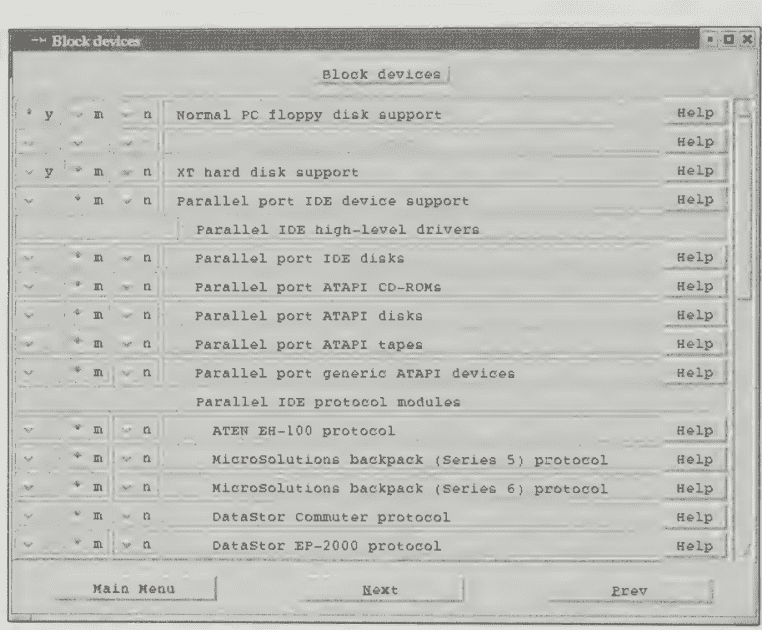 Block devices
Block devices
y m n Normal PC floppy disk support Help
Help
y m n XT hard disk support Help
m n Parallel port IDE device support Help
Parallel IDE high-level drivers
m n Parallel port IDE disks Help
m n Parallel port ATAPI CD-ROMs Help
m n Parallel port ATAPI disks Help
m n Parallel port ATAPI tapes Help
m n Parallel port generic ATAPI devices Help
Parallel IDE protocol modules
m n ATEN EH-100 protocol Help
m n MicroSolutions backpack (Series 5) protocol Help
m n MicroSolutions backpack (Series 6) protocol Help
m n DataStor Commuter protocol Help
m n DataStor EP-2000 protocol Help
Main Menu Next Prev